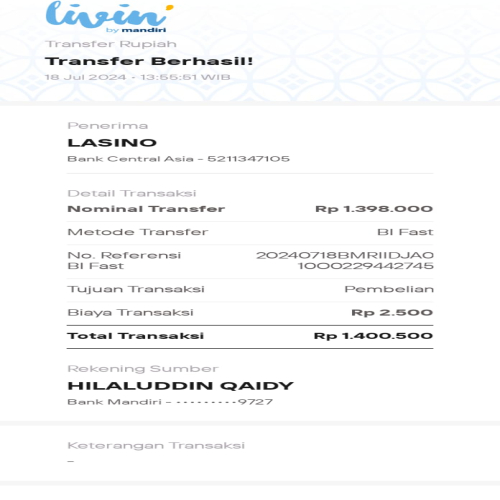 livin'
by mandiri
Transfer Rupiah
Transfer Berhasil!
18 Jul 2024 • 13:55:51 WIB
Penerima
LASINO
Bank Central Asia - 5211347105
Detail Transaksi
Nominal Transfer Rp 1.398.000
Metode Transfer BI Fast
No. Referensi 20240718BMRIIDJA0
BI Fast 1000229442745
Tujuan Transaksi Pembelian
Biaya Transaksi Rp 2.500
Total Transaksi Rp 1.400.500
Rekening Sumber
HILALUDDIN QAIDY
Bank Mandiri - •••••••••9727
Keterangan Transaksi
-